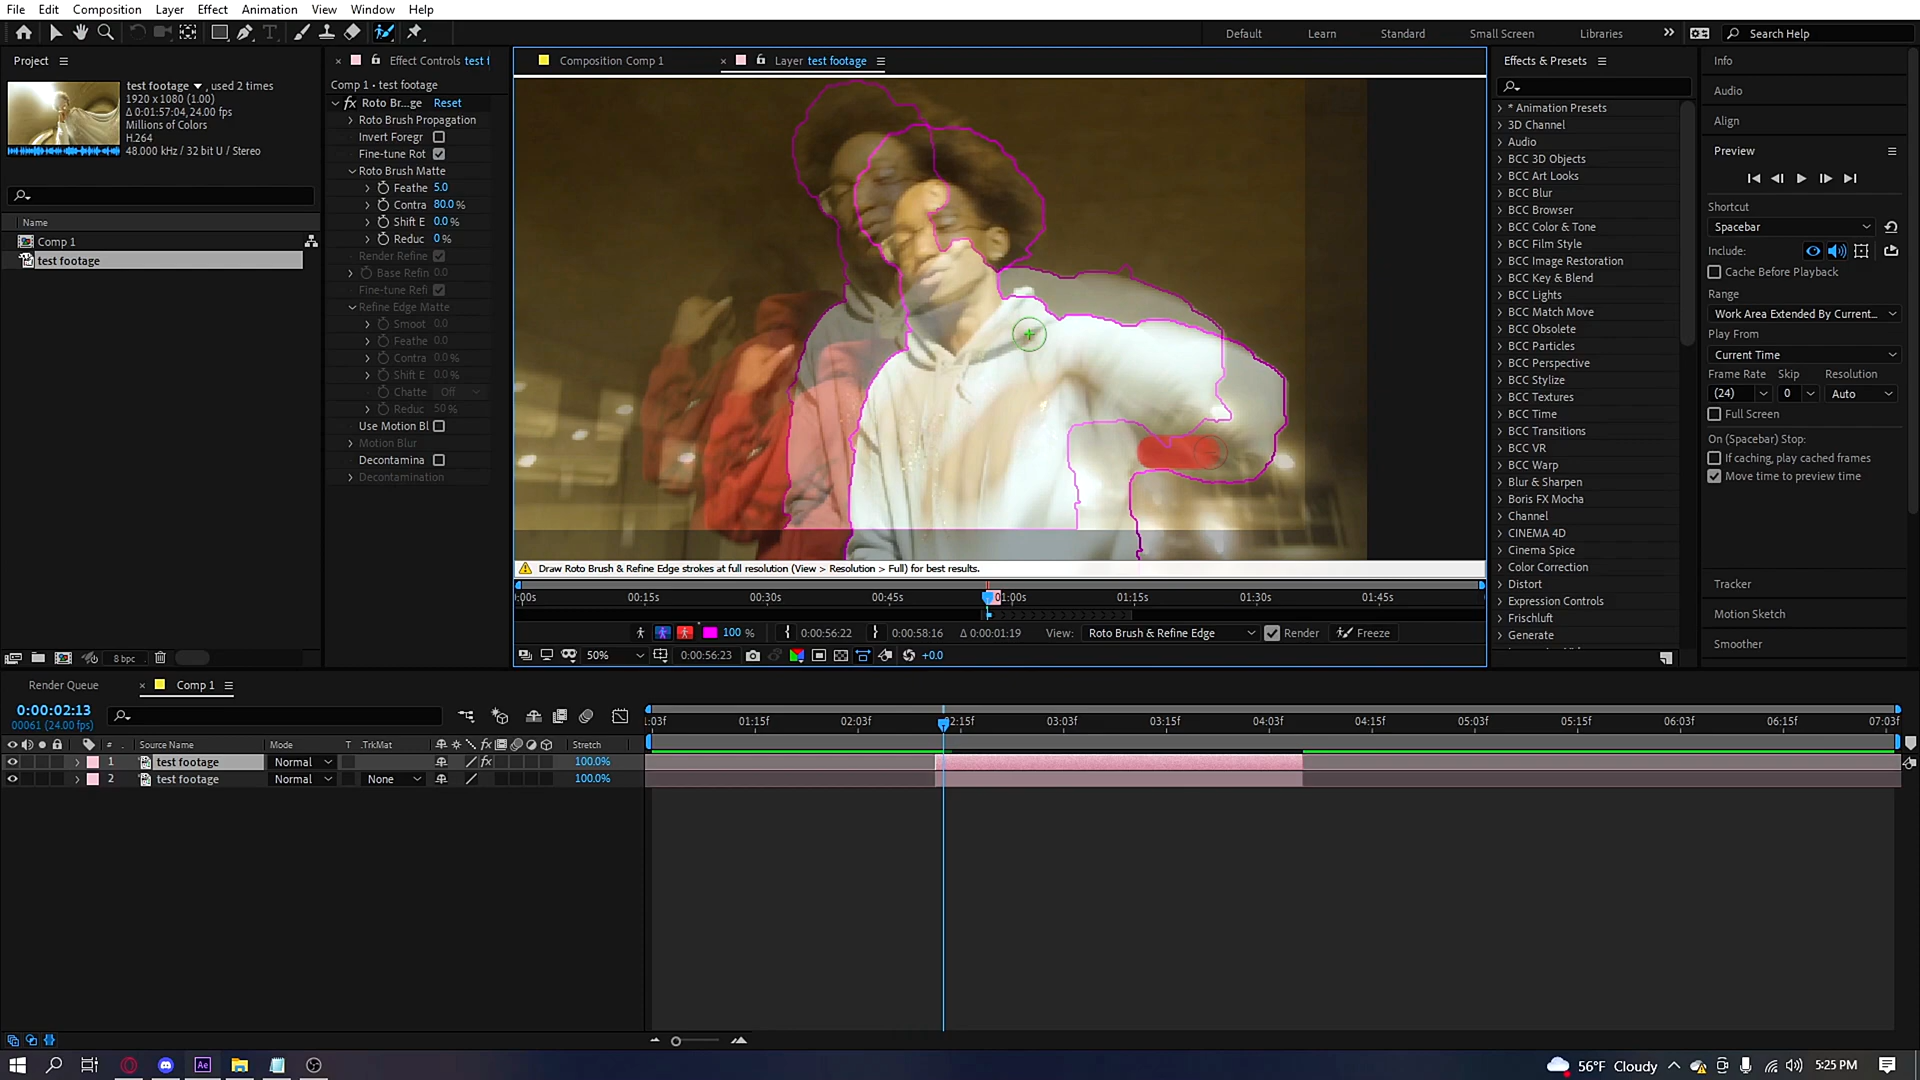 File Edit Composition Layer Effect Animation View Window Help
Default Learn Standard Small Screen Libraries Search Help
Project
test footage , used 2 times
1920 x 1080 (1.00)
Δ 0:01:57:04, 24.00 fps
Millions of Colors
H.264
48.000 kHz / 32 bit U / Stereo
Name
Comp 1
test footage
8 bpc
Effect Controls test f
Comp 1 • test footage
fx Roto Br...ge Reset
Roto Brush Propagation
Invert Foregr
Fine-tune Rot
Roto Brush Matte
Feathe 5.0
Contra 80.0 %
Shift E 0.0 %
Reduc 0 %
Render Refine
Base Refin 0.0
Fine-tune Refi
Refine Edge Matte
Smoot 0.0
Feathe 0.0
Contra 0.0 %
Shift E 0.0 %
Chatte Off
Reduc 50 %
Use Motion Bl
Motion Blur
Decontamina
Decontamination
Composition Comp 1
Layer test footage
Draw Roto Brush & Refine Edge strokes at full resolution (View > Resolution > Full) for best results.
0:00s 00:15s 00:30s 00:45s 01:00s 01:15s 01:30s 01:45s
100 % 0:00:56:22 0:00:58:16 Δ 0:00:01:19 View: Roto Brush & Refine Edge Render Freeze
50% 0:00:56:23 +0.0
Effects & Presets
* Animation Presets
3D Channel
Audio
BCC 3D Objects
BCC Art Looks
BCC Blur
BCC Browser
BCC Color & Tone
BCC Film Style
BCC Image Restoration
BCC Key & Blend
BCC Lights
BCC Match Move
BCC Obsolete
BCC Particles
BCC Perspective
BCC Stylize
BCC Textures
BCC Time
BCC Transitions
BCC VR
BCC Warp
Blur & Sharpen
Boris FX Mocha
Channel
CINEMA 4D
Cinema Spice
Color Correction
Distort
Expression Controls
Frischluft
Generate
Info
Audio
Align
Preview
Shortcut
Spacebar
Include:
Cache Before Playback
Range
Work Area Extended By Current...
Play From
Current Time
Frame Rate Skip Resolution
(24) 0 Auto
Full Screen
On (Spacebar) Stop:
If caching, play cached frames
Move time to preview time
Tracker
Motion Sketch
Smoother
Render Queue Comp 1
0:00:02:13
00061 (24.00 fps)
:03f 01:15f 02:03f 02:15f 03:03f 03:15f 04:03f 04:15f 05:03f 05:15f 06:03f 06:15f 07:03f
# Source Name Mode T .TrkMat fx Stretch
1 test footage Normal fx 100.0%
2 test footage Normal None 100.0%
Ae
56°F Cloudy 5:25 PM